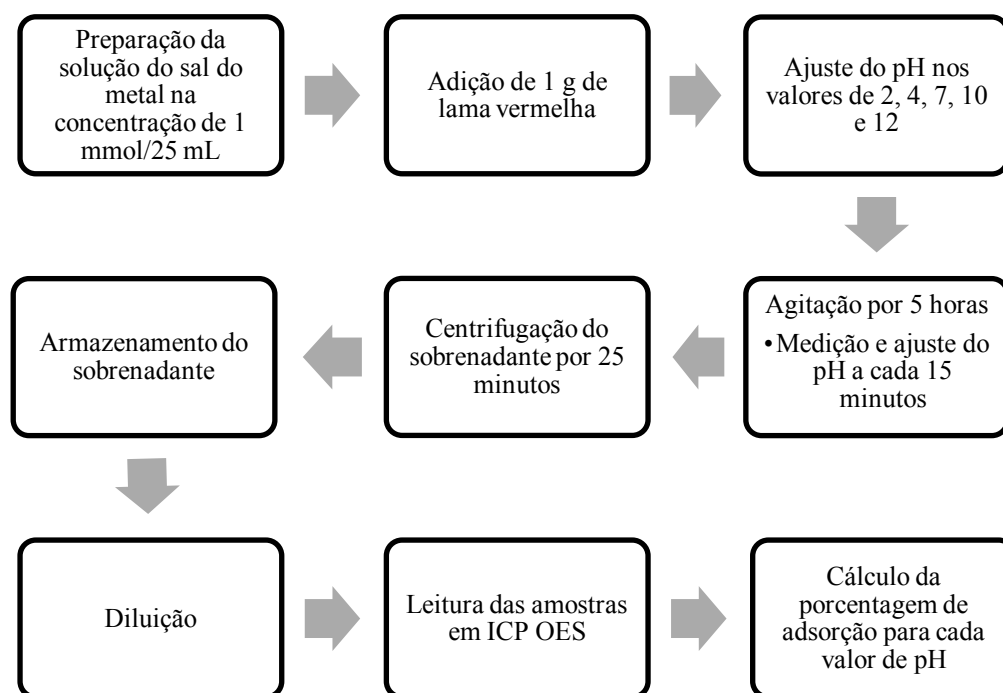 Preparação da
solução do sal do
metal na
concentração de 1
mmol/25 mL
Adição de 1 g de
lama vermelha
Ajuste do pH nos
valores de 2, 4, 7, 10
e 12
Agitação por 5 horas
•Medição e ajuste do
pH a cada 15
minutos
Centrifugação do
sobrenadante por 25
minutos
Armazenamento do
sobrenadante
Diluição
Leitura das amostras
em ICP OES
Cálculo da
porcentagem de
adsorção para cada
valor de pH